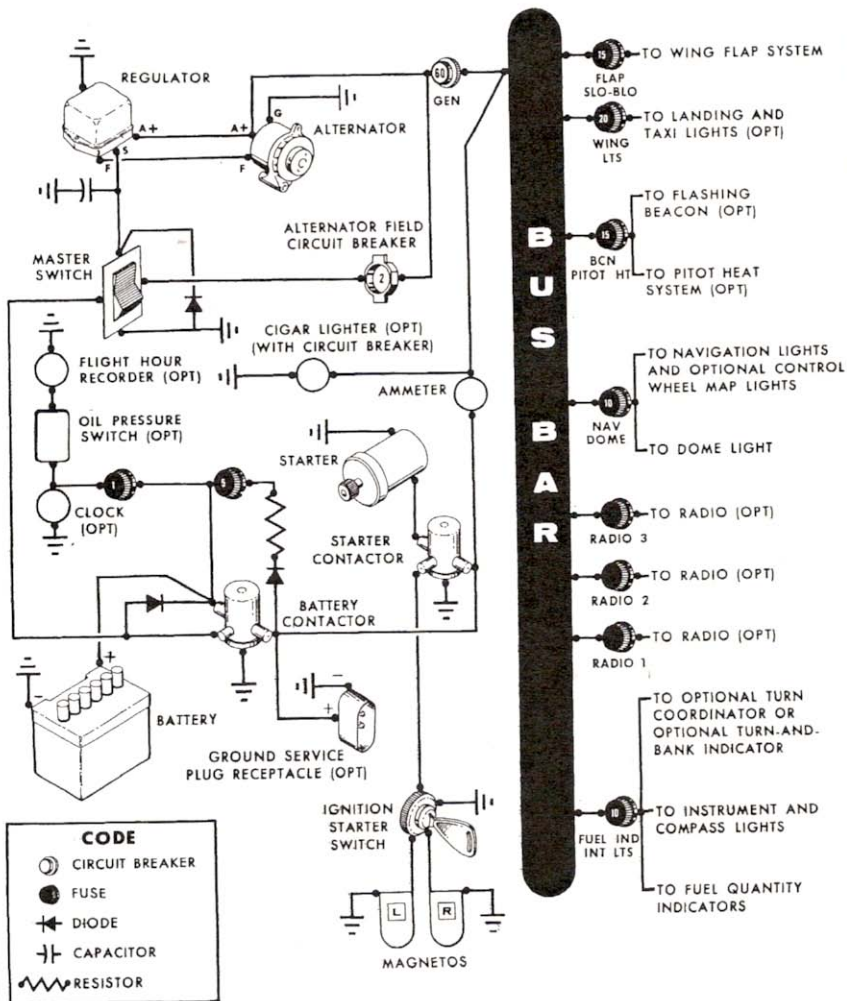 REGULATOR
A+
S
F
A+
G
F
ALTERNATOR
60
GEN
MASTER
SWITCH
ALTERNATOR FIELD
CIRCUIT BREAKER
2
CIGAR LIGHTER (OPT)
(WITH CIRCUIT BREAKER)
FLIGHT HOUR
RECORDER (OPT)
AMMETER
OIL PRESSURE
SWITCH (OPT)
STARTER
CLOCK
(OPT)
STARTER
CONTACTOR
BATTERY
CONTACTOR
+
-
BATTERY
-
+
GROUND SERVICE
PLUG RECEPTACLE (OPT)
IGNITION
STARTER
SWITCH
L
R
MAGNETOS
CODE
CIRCUIT BREAKER
FUSE
DIODE
CAPACITOR
RESISTOR
BUS BAR
15
FLAP
SLO-BLO
TO WING FLAP SYSTEM
20
WING
LTS
TO LANDING AND
TAXI LIGHTS (OPT)
TO FLASHING
BEACON (OPT)
15
BCN
PITOT HT
TO PITOT HEAT
SYSTEM (OPT)
TO NAVIGATION LIGHTS
AND OPTIONAL CONTROL
WHEEL MAP LIGHTS
10
NAV
DOME
TO DOME LIGHT
TO RADIO (OPT)
RADIO 3
TO RADIO (OPT)
RADIO 2
TO RADIO (OPT)
RADIO 1
TO OPTIONAL TURN
COORDINATOR OR
OPTIONAL TURN-AND-
BANK INDICATOR
10
FUEL IND
INT LTS
TO INSTRUMENT AND
COMPASS LIGHTS
TO FUEL QUANTITY
INDICATORS